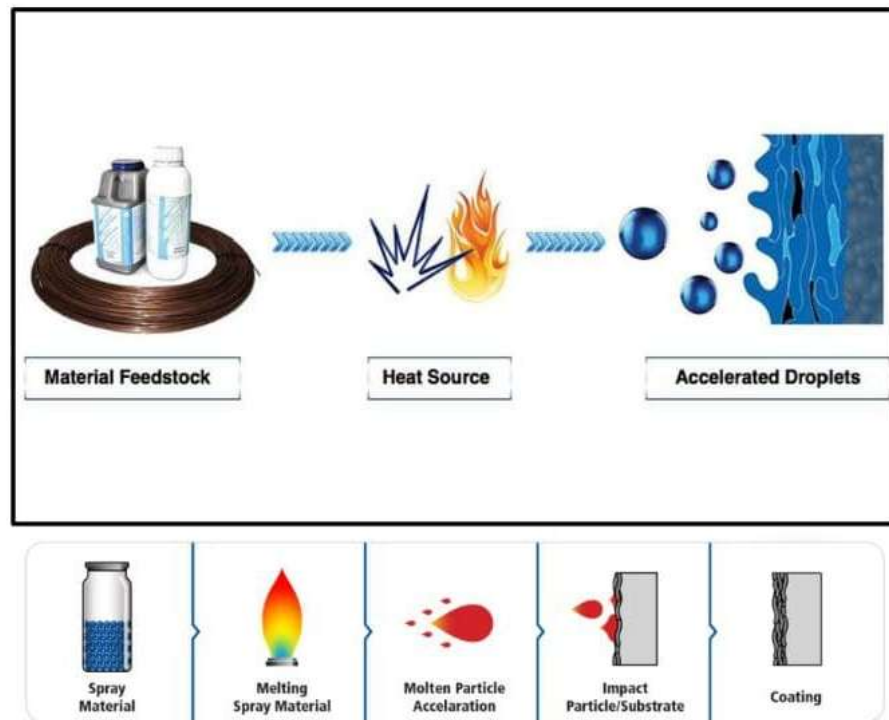 Material Feedstock
Heat Source
Accelerated Droplets
Spray
Material
Melting
Spray Material
Molten Particle
Accelaration
Impact
Particle/Substrate
Coating